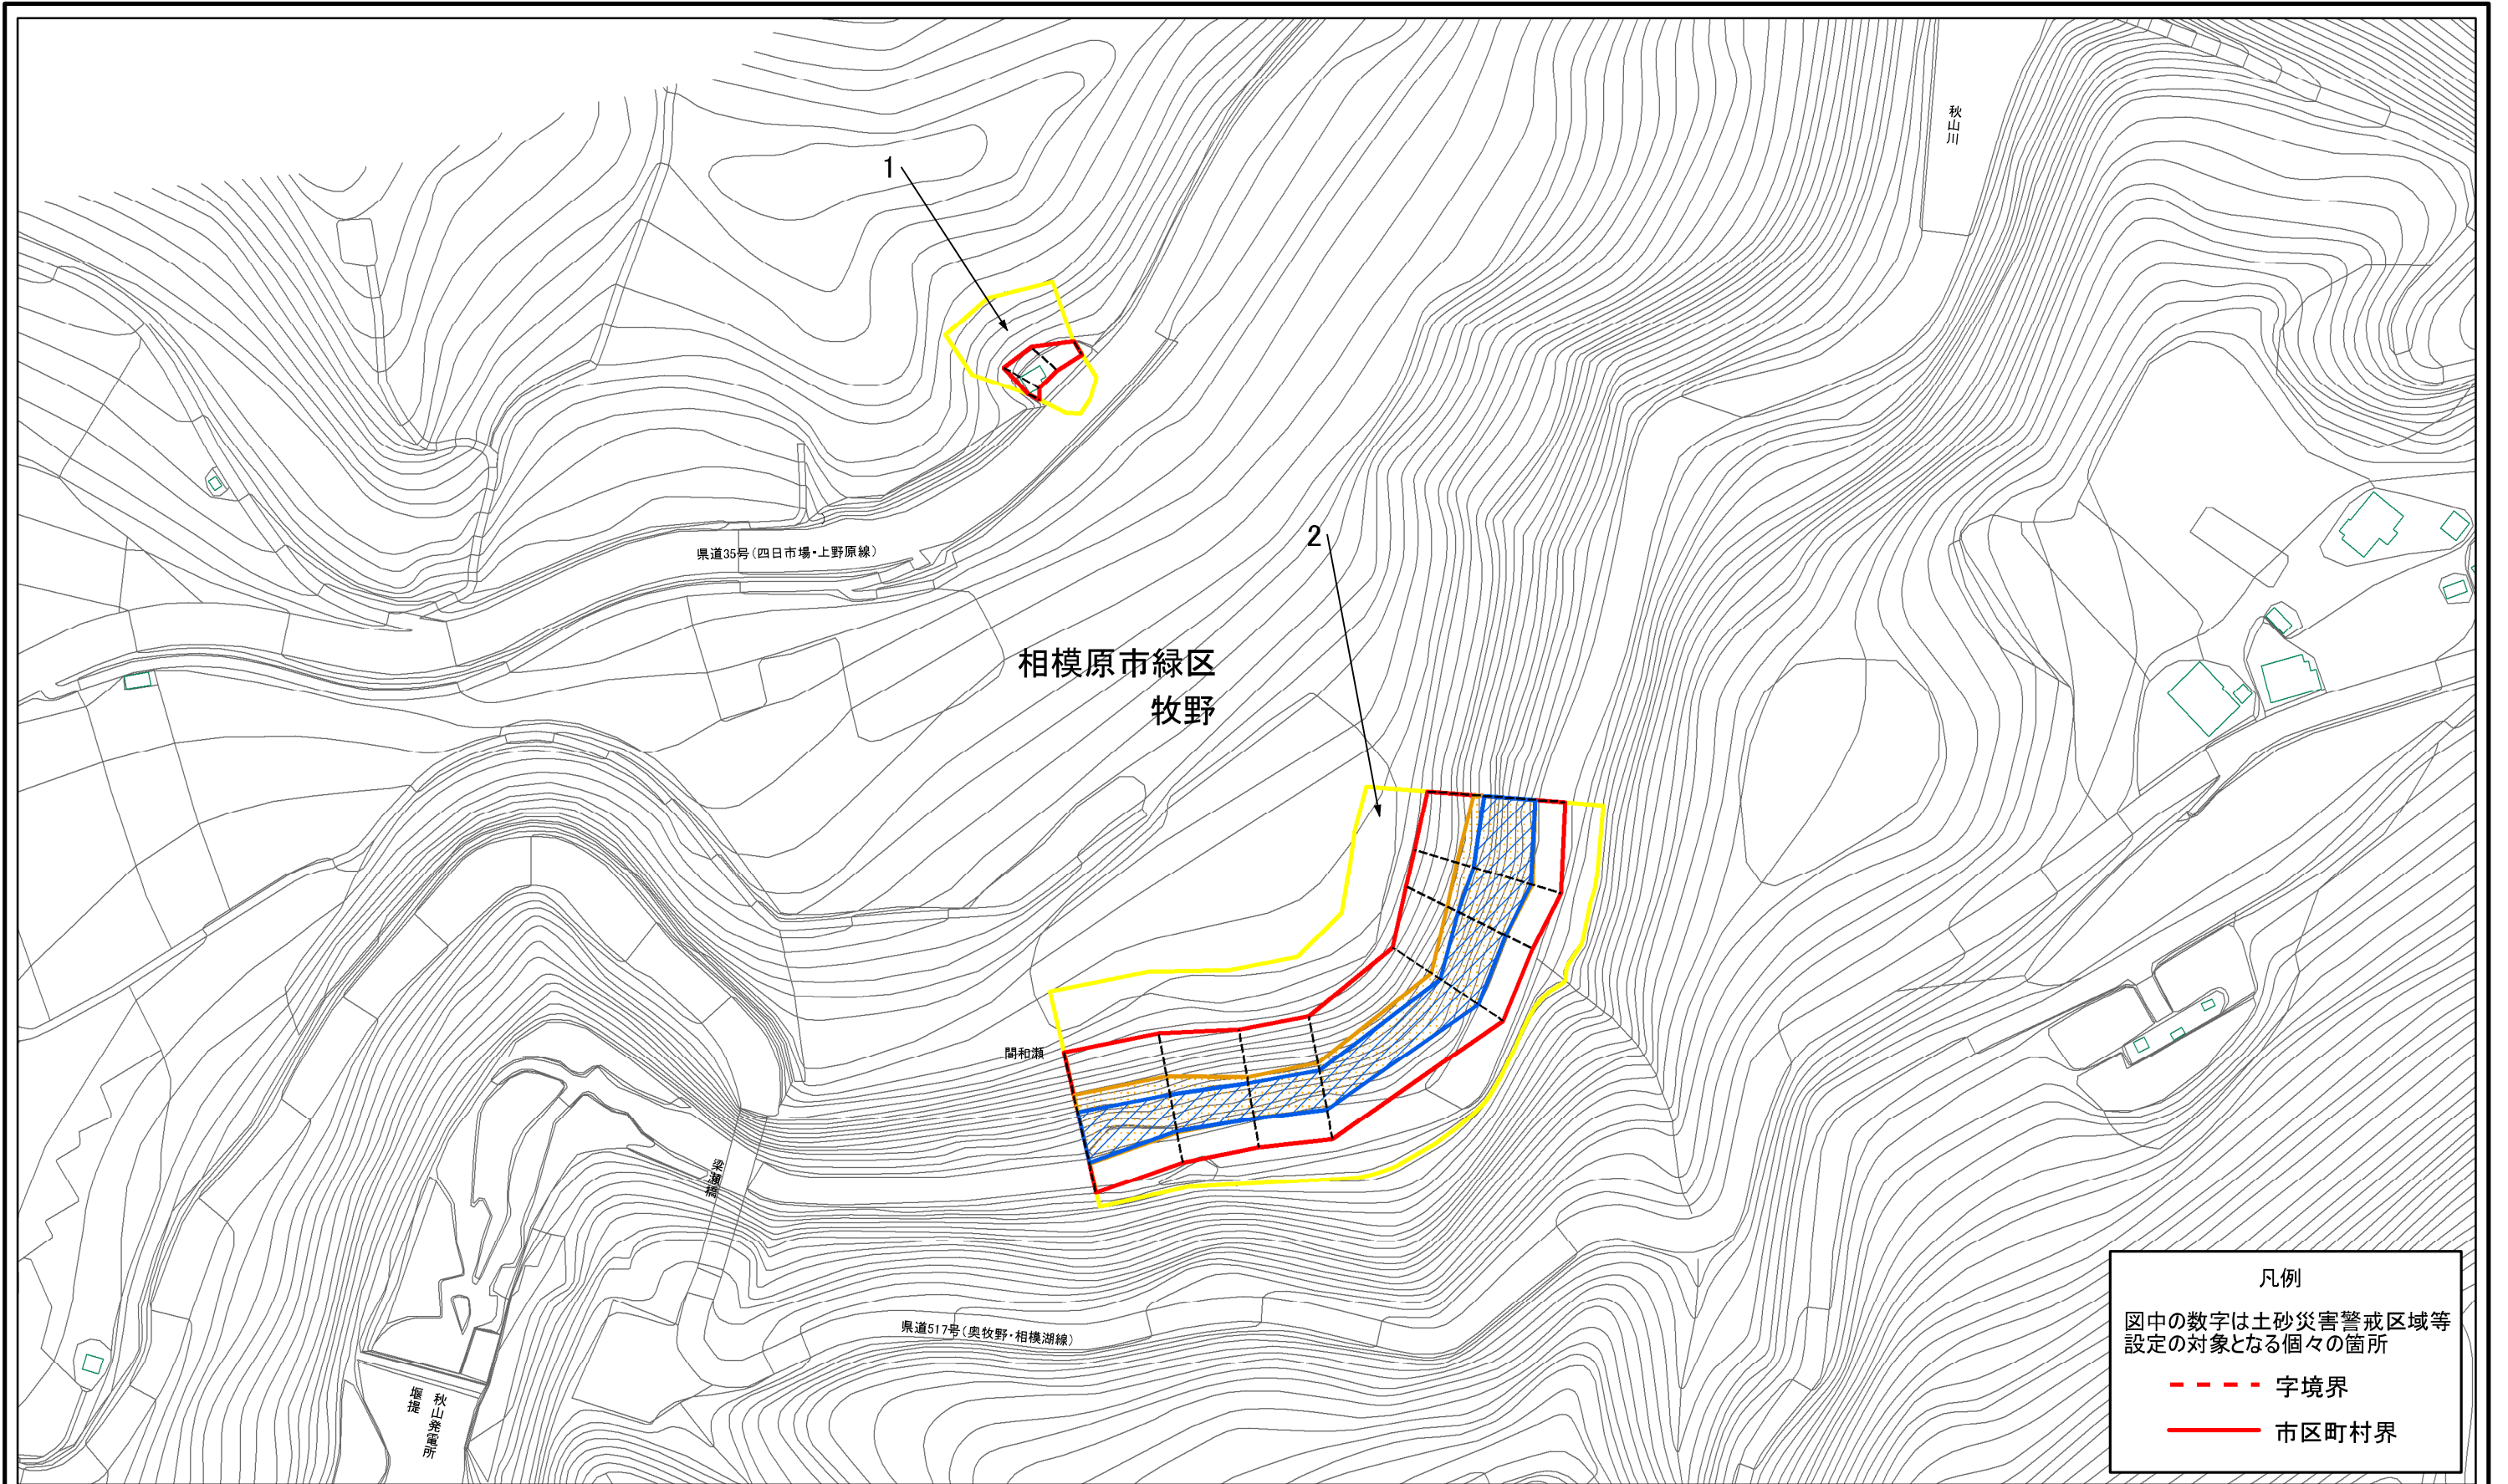 秋山川
1
県道35号（四日市場・上野原線）
2
相模原市緑区
牧野
間和瀬
梁瀬橋
県道517号（奥牧野・相模湖線）
秋山発電所
堰提
凡例
図中の数字は土砂災害警戒区域等
設定の対象となる個々の箇所
字境界
市区町村界